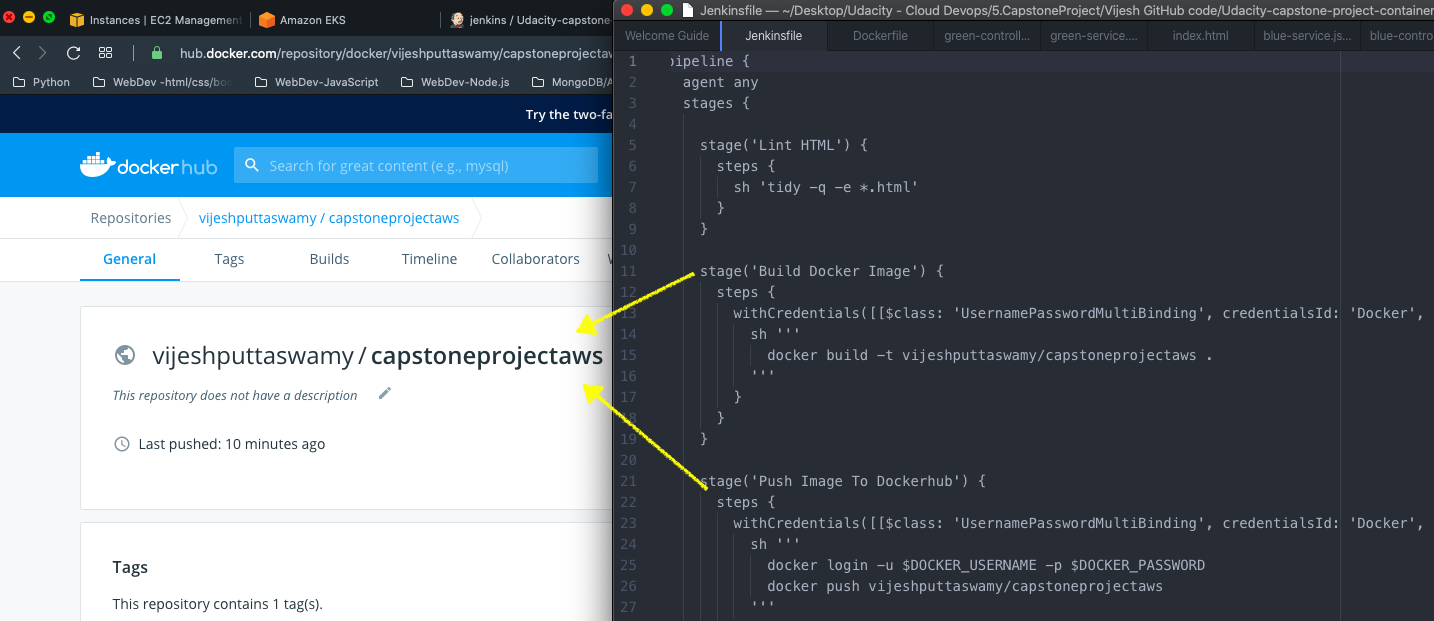 Instances | EC2 Management
Amazon EKS
jenkins / Udacity-capstone-
hub.docker.com/repository/docker/vijeshputtaswamy/capstoneprojectaw
Python
WebDev -html/css/boo
WebDev-JavaScript
WebDev-Node.js
MongoDB/A
Try the two-fa
docker hub
Search for great content (e.g., mysql)
Repositories
vijeshputtaswamy / capstoneprojectaws
General
Tags
Builds
Timeline
Collaborators
vijeshputtaswamy / capstoneprojectaws
This repository does not have a description
Last pushed: 10 minutes ago
Tags
This repository contains 1 tag(s).
Jenkinsfile — ~/Desktop/Udacity - Cloud Devops/5.CapstoneProject/Vijesh GitHub code/Udacity-capstone-project-container
Welcome Guide
Jenkinsfile
Dockerfile
green-controll...
green-service....
index.html
blue-service.js...
blue-contro
1 pipeline {
2 agent any
3 stages {
4
5 stage('Lint HTML') {
6 steps {
7 sh 'tidy -q -e *.html'
8 }
9 }
10
11 stage('Build Docker Image') {
12 steps {
13 withCredentials([[$class: 'UsernamePasswordMultiBinding', credentialsId: 'Docker',
14 sh '''
15 docker build -t vijeshputtaswamy/capstoneprojectaws .
16 '''
17 }
18 }
19 }
20
21 stage('Push Image To Dockerhub') {
22 steps {
23 withCredentials([[$class: 'UsernamePasswordMultiBinding', credentialsId: 'Docker',
24 sh '''
25 docker login -u $DOCKER_USERNAME -p $DOCKER_PASSWORD
26 docker push vijeshputtaswamy/capstoneprojectaws
27 '''